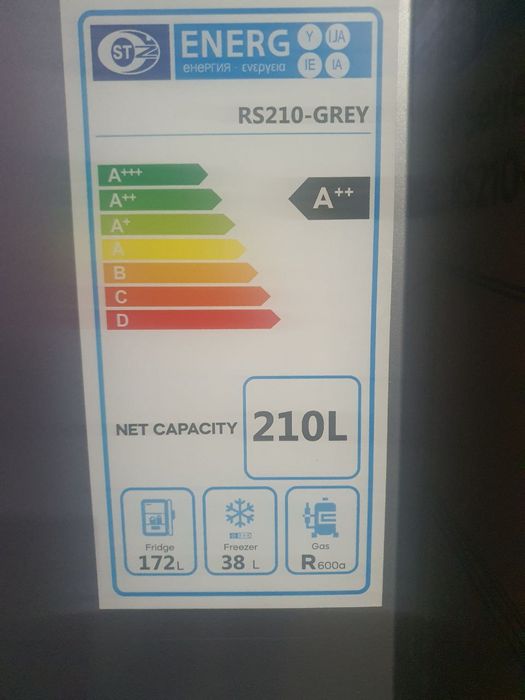 ST
ENERG
Y
IJA
енергия · ενεργεια
IE
IA
RS210-GREY
A+++
A++
A++
A+
A
B
C
D
NET CAPACITY
210L
Fridge
172L
Freezer
38 L
Gas
R600a